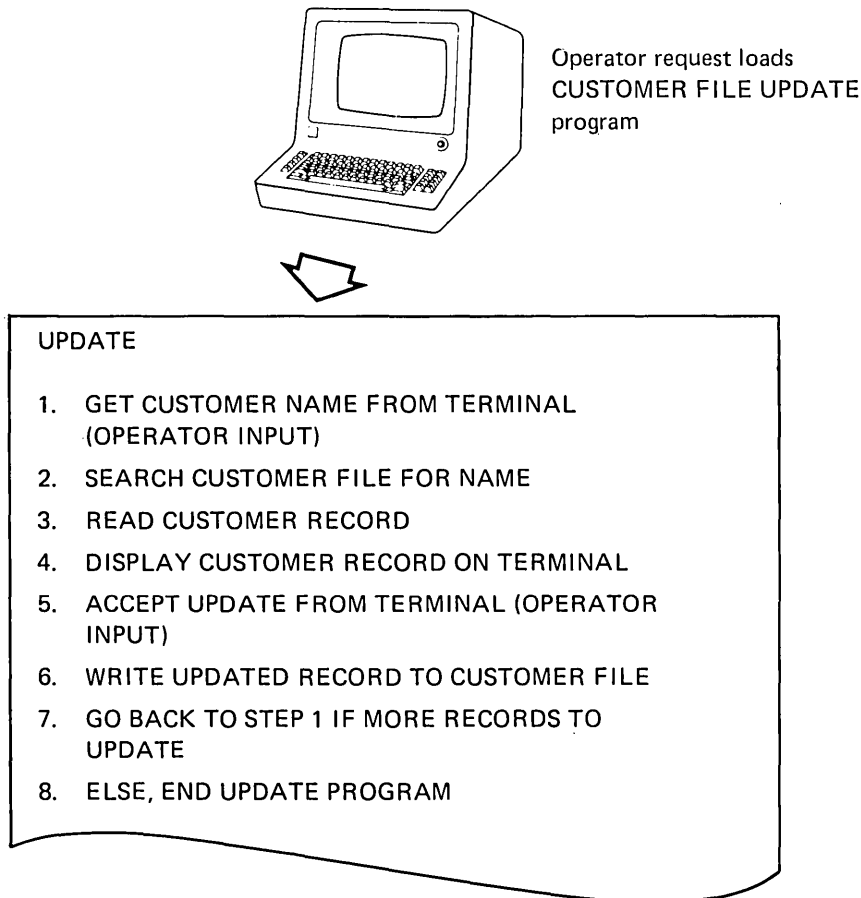 Operator request loads
CUSTOMER FILE UPDATE
program
UPDATE
1. GET CUSTOMER NAME FROM TERMINAL
(OPERATOR INPUT)
2. SEARCH CUSTOMER FILE FOR NAME
3. READ CUSTOMER RECORD
4. DISPLAY CUSTOMER RECORD ON TERMINAL
5. ACCEPT UPDATE FROM TERMINAL (OPERATOR
INPUT)
6. WRITE UPDATED RECORD TO CUSTOMER FILE
7. GO BACK TO STEP 1 IF MORE RECORDS TO
UPDATE
8. ELSE, END UPDATE PROGRAM